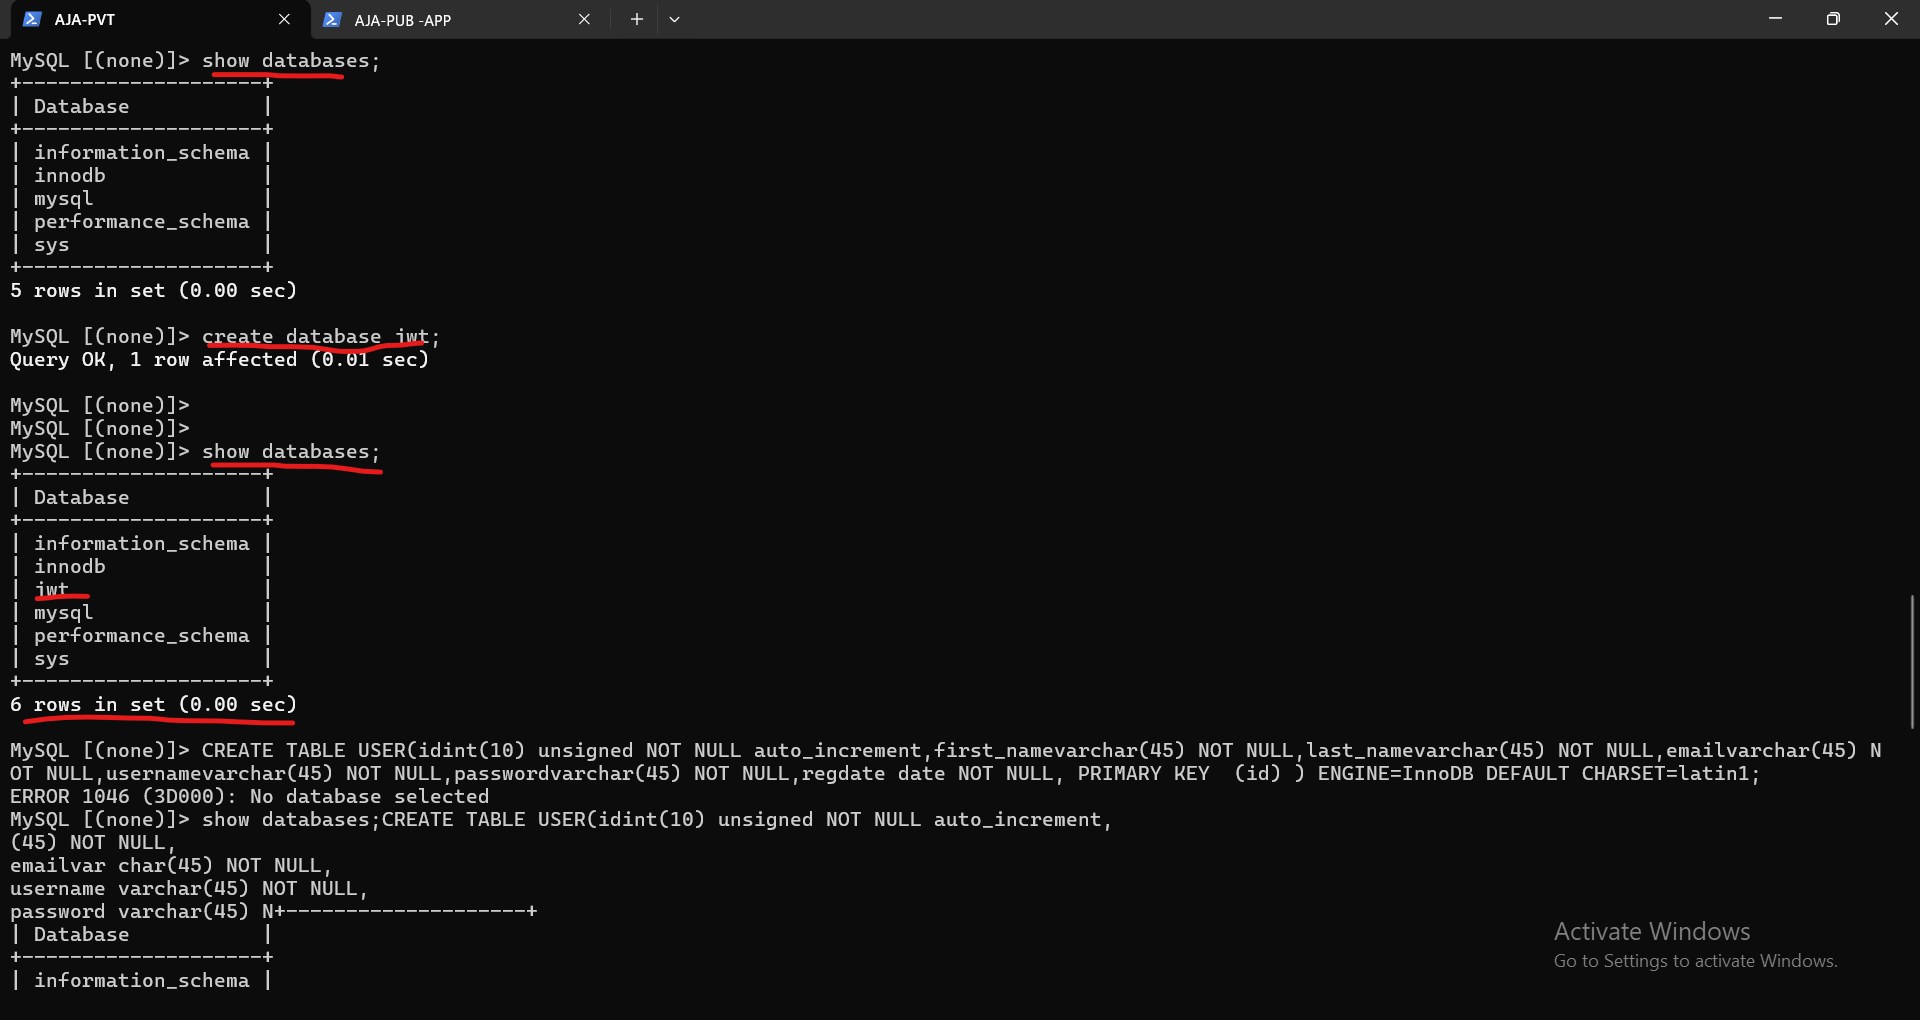 AJA-PVT
AJA-PUB -APP
MySQL [(none)]> show databases;
+--------------------+
| Database           |
+--------------------+
| information_schema |
| innodb             |
| mysql              |
| performance_schema |
| sys                |
+--------------------+
5 rows in set (0.00 sec)
MySQL [(none)]> create database jwt;
Query OK, 1 row affected (0.01 sec)
MySQL [(none)]>
MySQL [(none)]>
MySQL [(none)]> show databases;
+--------------------+
| Database           |
+--------------------+
| information_schema |
| innodb             |
| jwt                |
| mysql              |
| performance_schema |
| sys                |
+--------------------+
6 rows in set (0.00 sec)
MySQL [(none)]> CREATE TABLE USER(idint(10) unsigned NOT NULL auto_increment,first_namevarchar(45) NOT NULL,last_namevarchar(45) NOT NULL,emailvarchar(45) N
OT NULL,usernamevarchar(45) NOT NULL,passwordvarchar(45) NOT NULL,regdate date NOT NULL, PRIMARY KEY  (id) ) ENGINE=InnoDB DEFAULT CHARSET=latin1;
ERROR 1046 (3D000): No database selected
MySQL [(none)]> show databases;CREATE TABLE USER(idint(10) unsigned NOT NULL auto_increment,
(45) NOT NULL,
emailvar char(45) NOT NULL,
username varchar(45) NOT NULL,
password varchar(45) N+--------------------+
| Database           |
+--------------------+
| information_schema |
Activate Windows
Go to Settings to activate Windows.